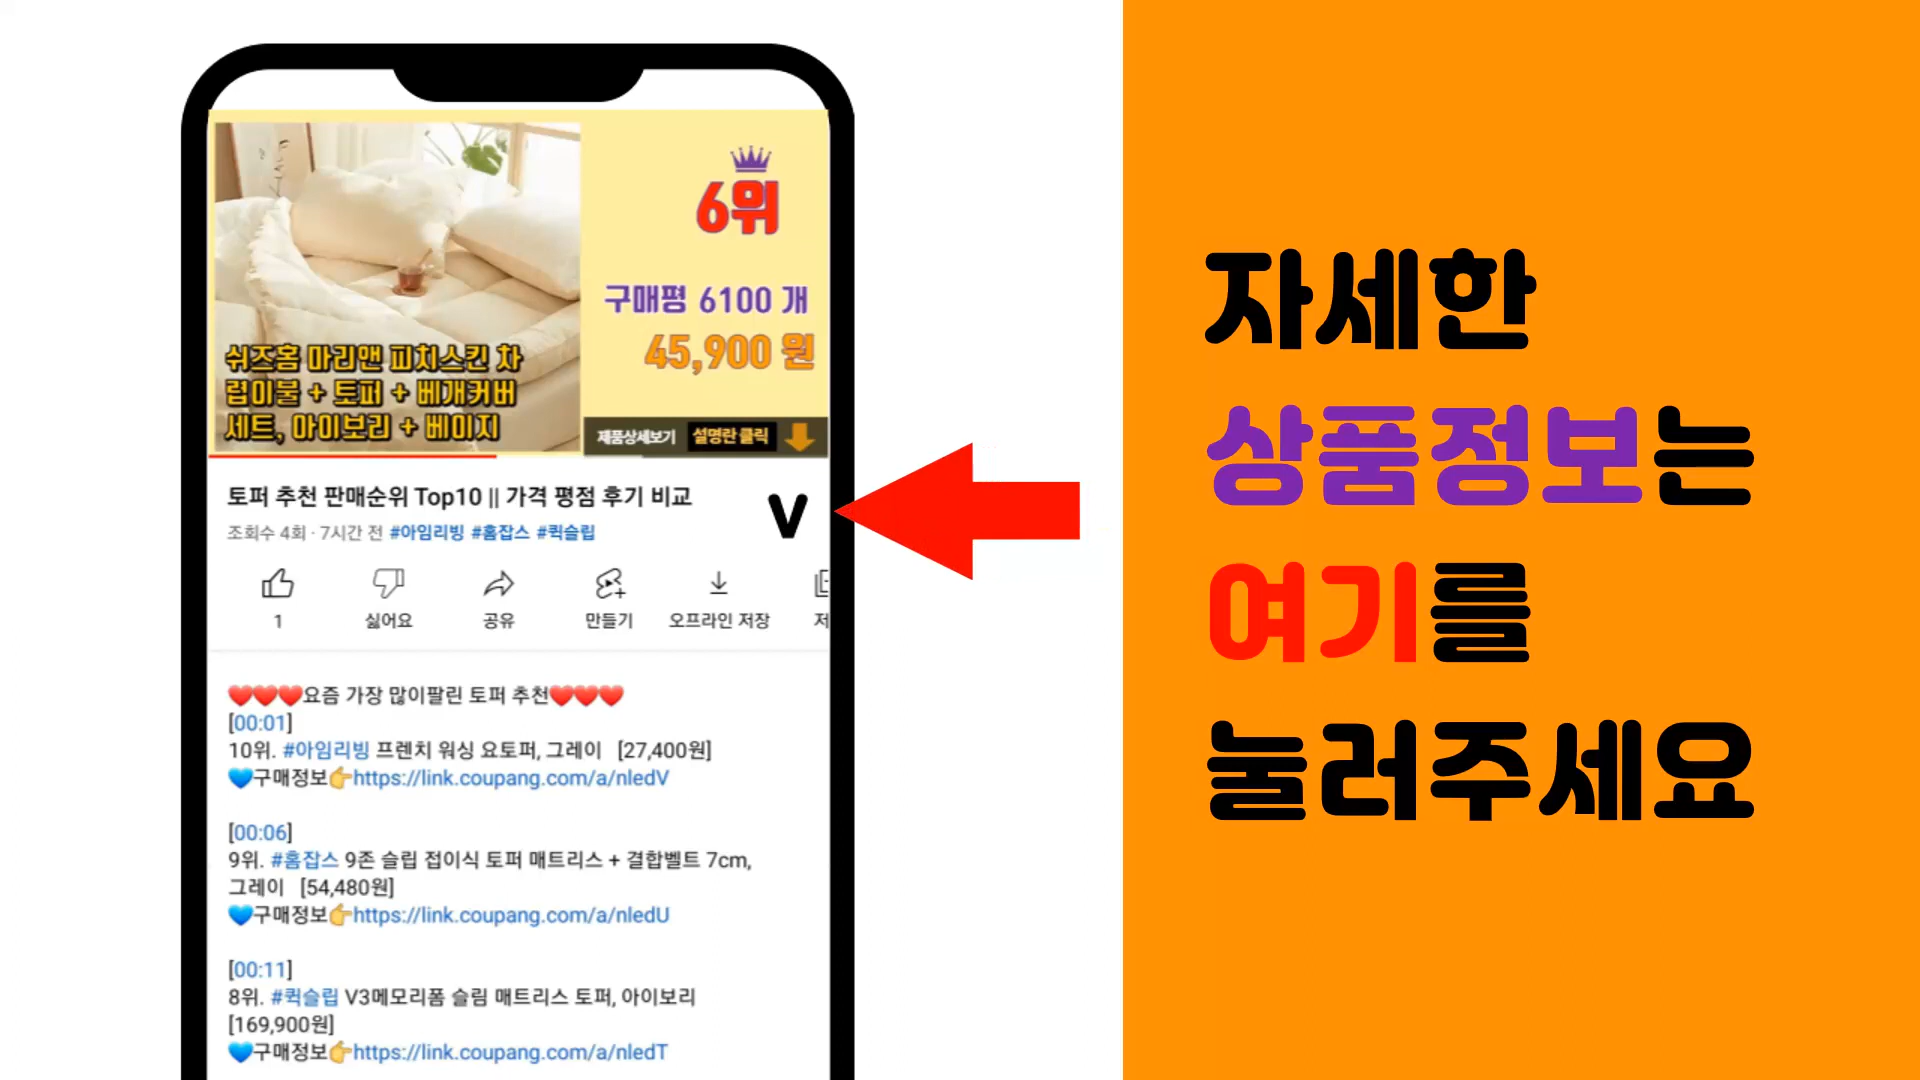 6위
구매평 6100 개
45,900 원
쉬즈홈 마리앤 피치스킨 차
렵이불 + 토퍼 + 베개커버
세트, 아이보리 + 베이지
제품상세보기 설명란 클릭
토퍼 추천 판매순위 Top10 || 가격 평점 후기 비교
V
조회수 4회 · 7시간 전 #아임리빙 #홈잡스 #퀵슬립
1 싫어요 공유 만들기 오프라인 저장 저
❤️❤️❤️요즘 가장 많이팔린 토퍼 추천❤️❤️❤️
[00:01]
10위. #아임리빙 프렌치 워싱 요토퍼, 그레이 [27,400원]
💙구매정보👉https://link.coupang.com/a/nledV
[00:06]
9위. #홈잡스 9존 슬립 접이식 토퍼 매트리스 + 결합벨트 7cm,
그레이 [54,480원]
💙구매정보👉https://link.coupang.com/a/nledU
[00:11]
8위. #퀵슬립 V3메모리폼 슬림 매트리스 토퍼, 아이보리
[169,900원]
💙구매정보👉https://link.coupang.com/a/nledT
자세한
상품정보는
여기를
눌러주세요